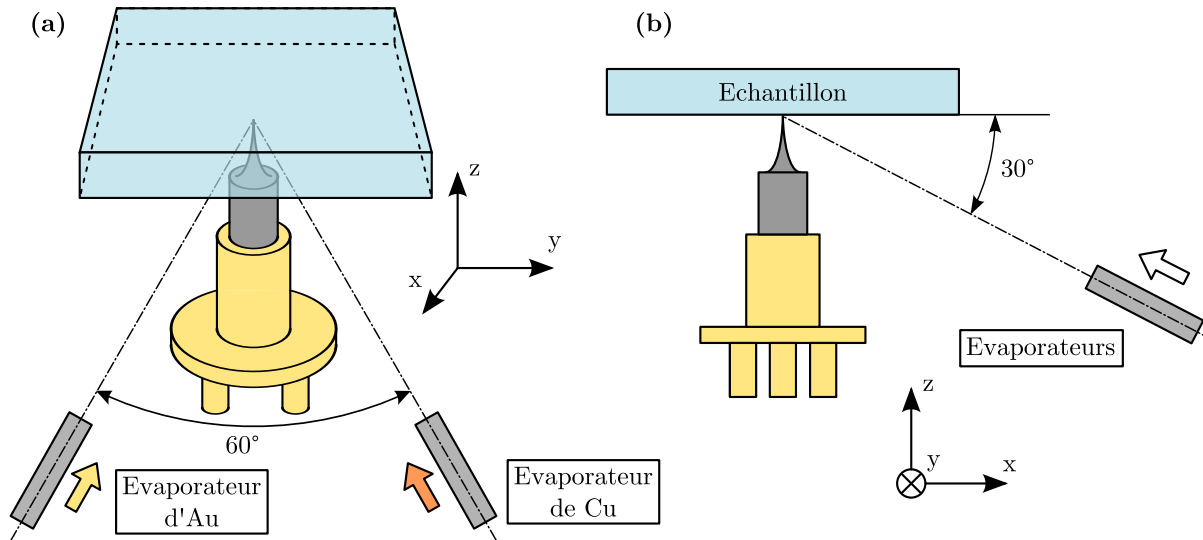 (a)
z
y
x
60°
Evaporateur
d'Au
Evaporateur
de Cu
(b)
Echantillon
30°
Evaporateurs
z
y
x